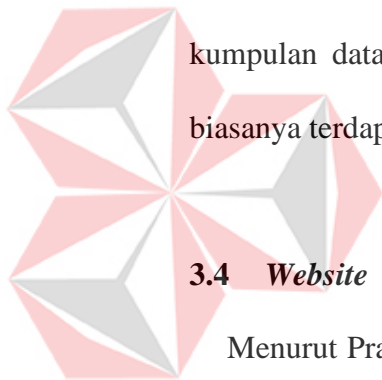 kumpulan data
biasanya terdap
3.4 Website
Menurut Pra